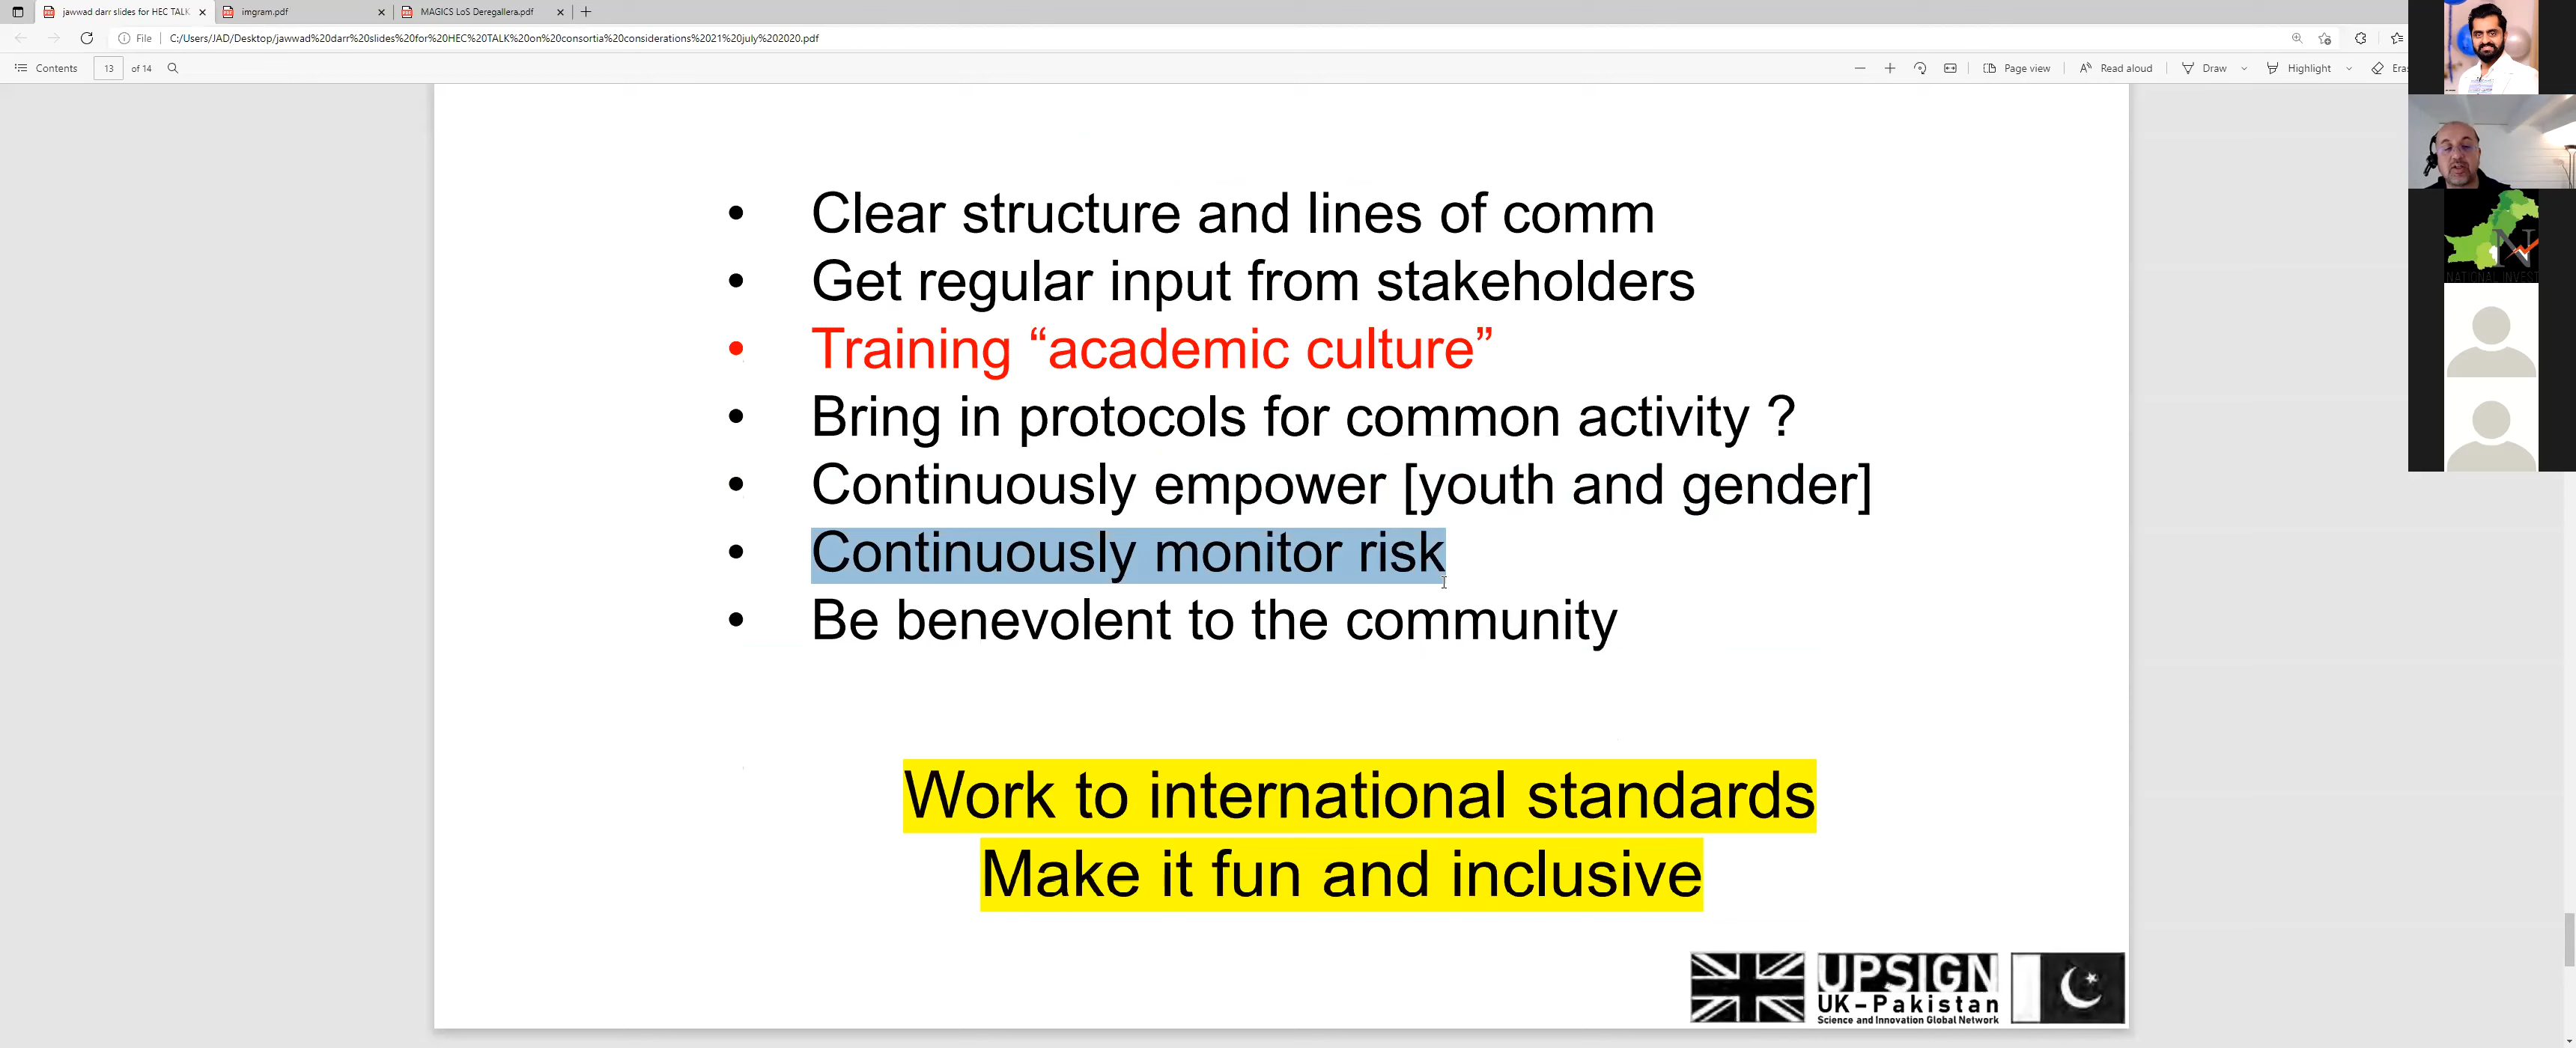 jawwad darr slides for HEC TALK
imgram.pdf
MAGICS LoS Deregallera.pdf
File
C:/Users/JAD/Desktop/jawwad%20darr%20slides%20for%20HEC%20TALK%20on%20consortia%20considerations%2021%20july%202020.pdf
Contents
13 of 14
Page view
Read aloud
Draw
Highlight
Eras
• Clear structure and lines of comm
• Get regular input from stakeholders
• Training “academic culture”
• Bring in protocols for common activity ?
• Continuously empower [youth and gender]
• Continuously monitor risk
• Be benevolent to the community
Work to international standards
Make it fun and inclusive
UPSIGN
UK-Pakistan
Science and Innovation Global Network
N
NATIONAL INVEST